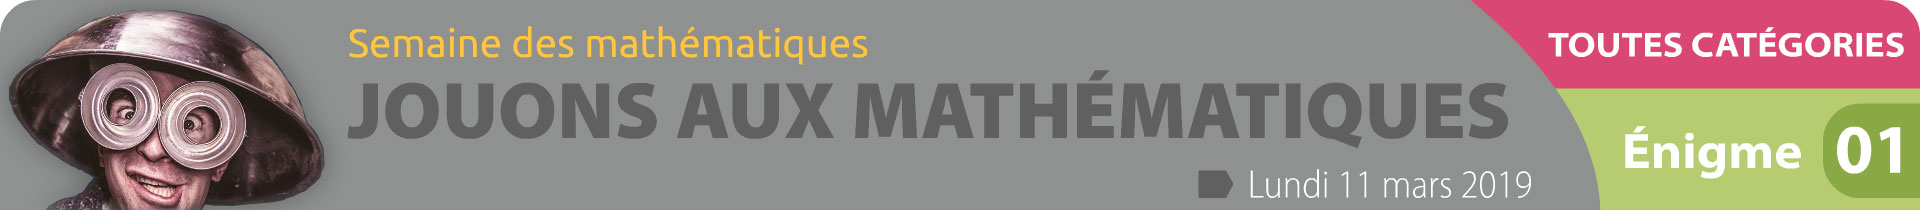 Semaine des mathématiques
JOUONS AUX MATHÉMATIQUES
Lundi 11 mars 2019
TOUTES CATÉGORIES
Énigme 01